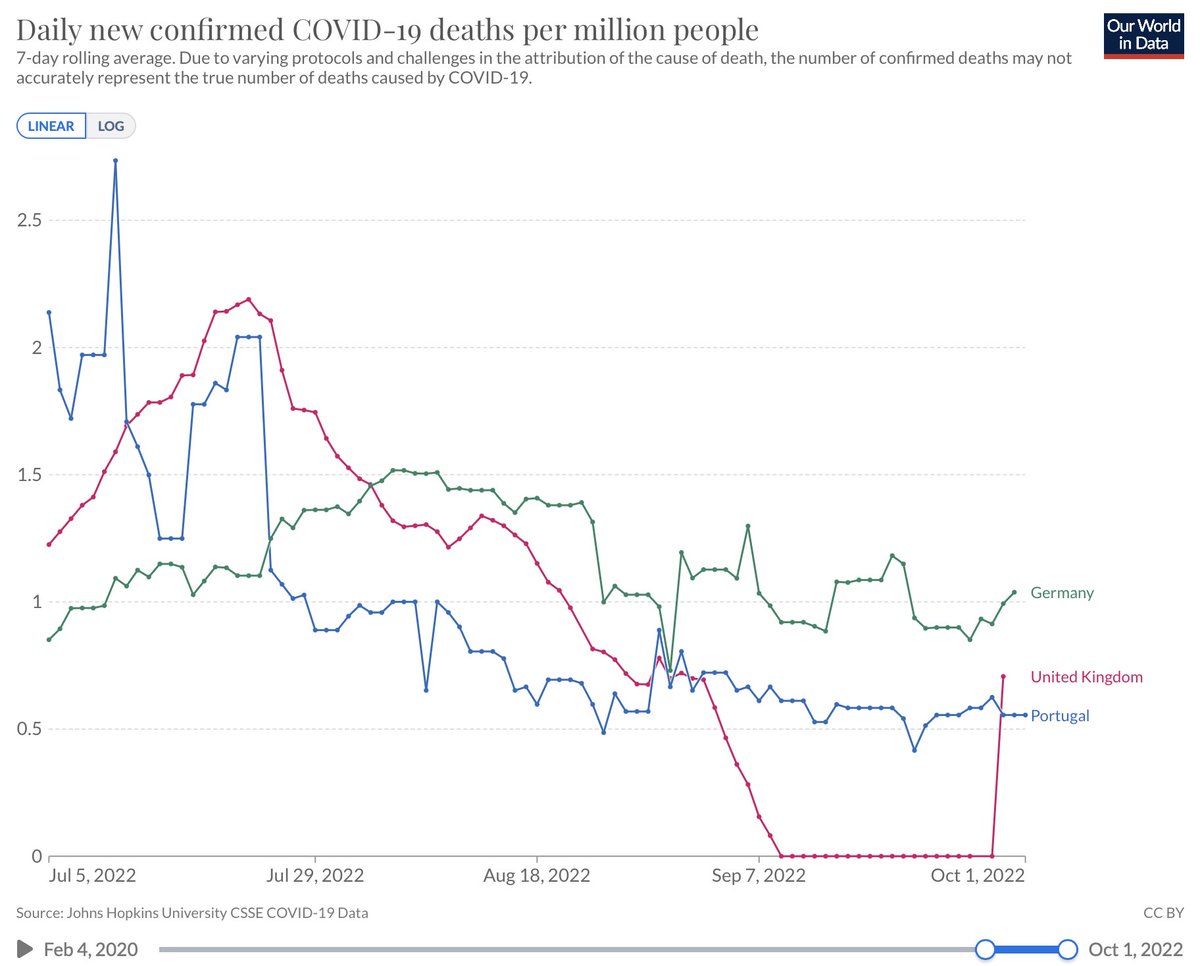 Daily new confirmed COVID-19 deaths per million people
Our World
in Data
7-day rolling average. Due to varying protocols and challenges in the attribution of the cause of death, the number of confirmed deaths may not
accurately represent the true number of deaths caused by COVID-19.
LINEAR LOG
2.5
2
1.5
1
0.5
0
Germany
United Kingdom
Portugal
Jul 5, 2022 Jul 29, 2022 Aug 18, 2022 Sep 7, 2022 Oct 1, 2022
Source: Johns Hopkins University CSSE COVID-19 Data CC BY
Feb 4, 2020 Oct 1, 2022